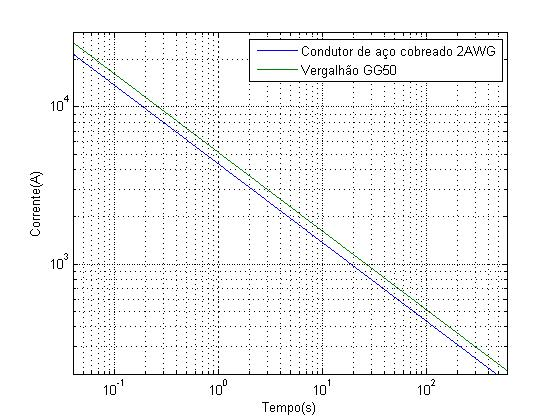 Condutor de aço cobreado 2AWG
Vergalhão GG50
10^4
10^3
Corrente(A)
10^-1 10^0 10^1 10^2
Tempo(s)